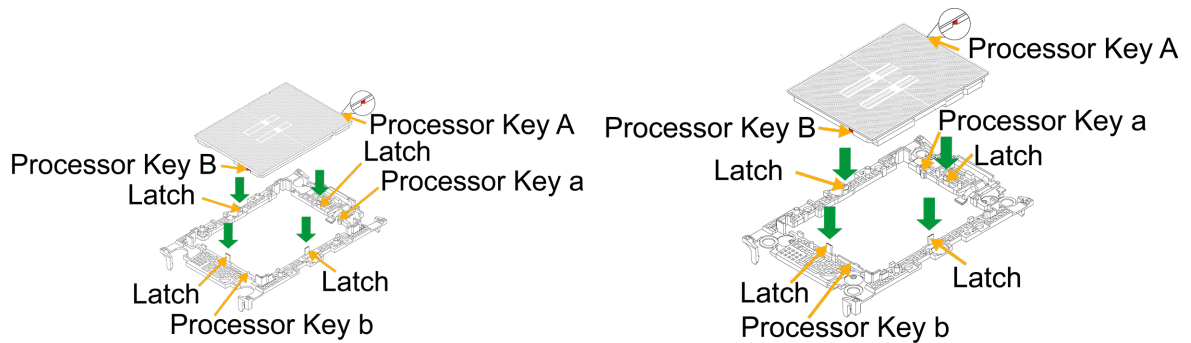 Processor Key A
Processor Key B
Latch
Processor Key a
Latch
Latch
Latch
Processor Key b
Processor Key A
Processor Key B
Processor Key a
Latch
Latch
Latch
Latch
Processor Key b